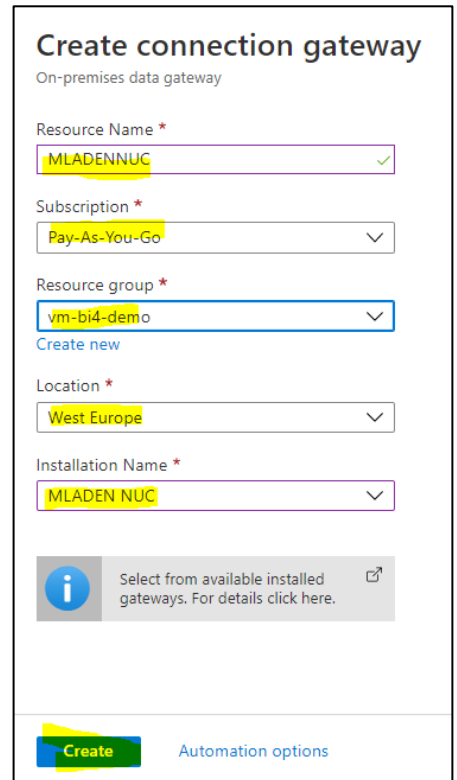 Create connection gateway
On-premises data gateway
Resource Name *
MLADENNUC
Subscription *
Pay-As-You-Go
Resource group *
vm-bi4-demo
Create new
Location *
West Europe
Installation Name *
MLADEN NUC
Select from available installed
gateways. For details click here.
Create
Automation options